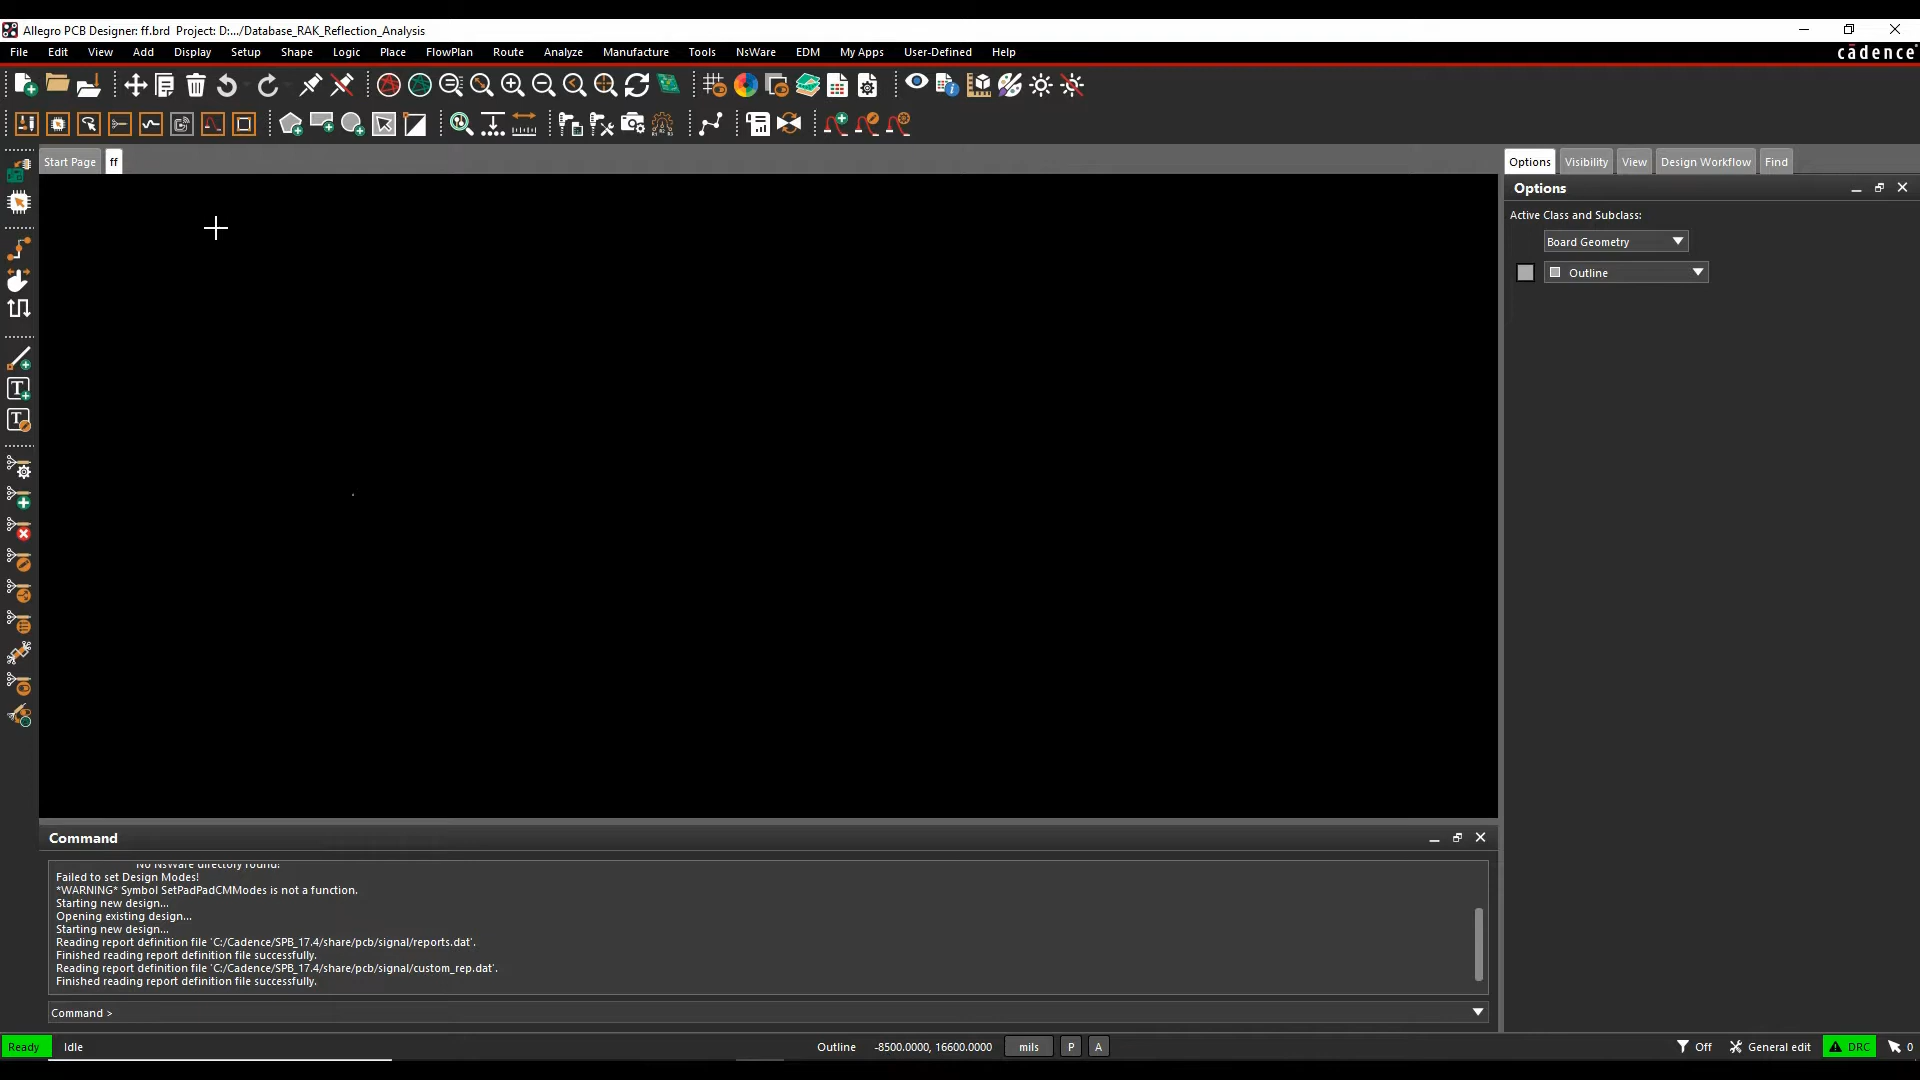 Allegro PCB Designer: ff.brd  Project: D:.../Database_RAK_Reflection_Analysis
File Edit View Add Display Setup Shape Logic Place FlowPlan Route Analyze Manufacture Tools NsWare EDM My Apps User-Defined Help
cādence
Start Page ff
Options Visibility View Design Workflow Find
Options
Active Class and Subclass:
Board Geometry
Outline
Command
No NsWare directory found!
Failed to set Design Modes!
*WARNING* Symbol SetPadPadCMModes is not a function.
Starting new design...
Opening existing design...
Starting new design...
Reading report definition file 'C:/Cadence/SPB_17.4/share/pcb/signal/reports.dat'.
Finished reading report definition file successfully.
Reading report definition file 'C:/Cadence/SPB_17.4/share/pcb/signal/custom_rep.dat'.
Finished reading report definition file successfully.
Command >
Ready Idle Outline -8500.0000, 16600.0000 mils P A Off General edit DRC 0